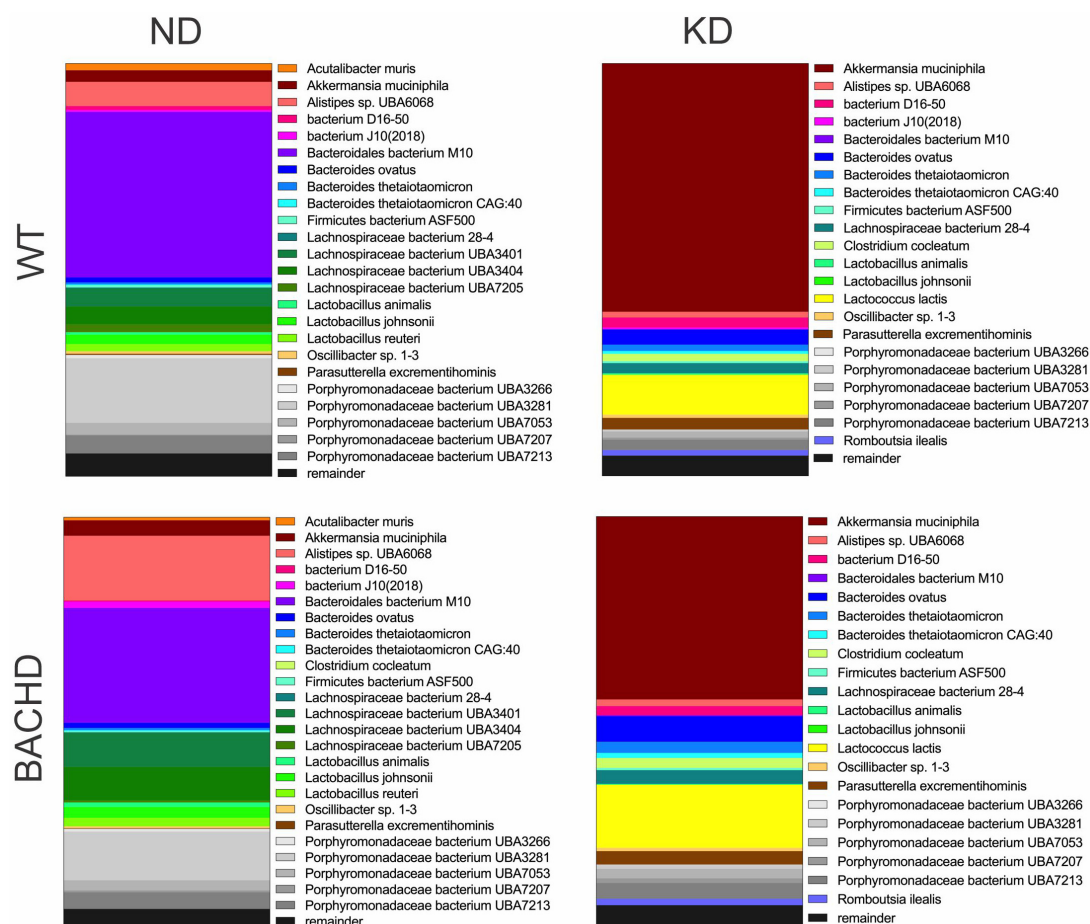 ND
KD
WT
Acutalibacter muris
Akkermansia muciniphila
Alistipes sp. UBA6068
bacterium D16-50
bacterium J10(2018)
Bacteroidales bacterium M10
Bacteroides ovatus
Bacteroides thetaiotaomicron
Bacteroides thetaiotaomicron CAG:40
Firmicutes bacterium ASF500
Lachnospiraceae bacterium 28-4
Lachnospiraceae bacterium UBA3401
Lachnospiraceae bacterium UBA3404
Lachnospiraceae bacterium UBA7205
Lactobacillus animalis
Lactobacillus johnsonii
Lactobacillus reuteri
Oscillibacter sp. 1-3
Parasutterella excrementihominis
Porphyromonadaceae bacterium UBA3266
Porphyromonadaceae bacterium UBA3281
Porphyromonadaceae bacterium UBA7053
Porphyromonadaceae bacterium UBA7207
Porphyromonadaceae bacterium UBA7213
remainder
Akkermansia muciniphila
Alistipes sp. UBA6068
bacterium D16-50
bacterium J10(2018)
Bacteroidales bacterium M10
Bacteroides ovatus
Bacteroides thetaiotaomicron
Bacteroides thetaiotaomicron CAG:40
Firmicutes bacterium ASF500
Lachnospiraceae bacterium 28-4
Clostridium cocleatum
Lactobacillus animalis
Lactobacillus johnsonii
Lactococcus lactis
Oscillibacter sp. 1-3
Parasutterella excrementihominis
Porphyromonadaceae bacterium UBA3266
Porphyromonadaceae bacterium UBA3281
Porphyromonadaceae bacterium UBA7053
Porphyromonadaceae bacterium UBA7207
Porphyromonadaceae bacterium UBA7213
Romboutsia ilealis
remainder
BACHD
Acutalibacter muris
Akkermansia muciniphila
Alistipes sp. UBA6068
bacterium D16-50
bacterium J10(2018)
Bacteroidales bacterium M10
Bacteroides ovatus
Bacteroides thetaiotaomicron
Bacteroides thetaiotaomicron CAG:40
Clostridium cocleatum
Firmicutes bacterium ASF500
Lachnospiraceae bacterium 28-4
Lachnospiraceae bacterium UBA3401
Lachnospiraceae bacterium UBA3404
Lachnospiraceae bacterium UBA7205
Lactobacillus animalis
Lactobacillus johnsonii
Lactobacillus reuteri
Oscillibacter sp. 1-3
Parasutterella excrementihominis
Porphyromonadaceae bacterium UBA3266
Porphyromonadaceae bacterium UBA3281
Porphyromonadaceae bacterium UBA7053
Porphyromonadaceae bacterium UBA7207
Porphyromonadaceae bacterium UBA7213
remainder
Akkermansia muciniphila
Alistipes sp. UBA6068
bacterium D16-50
Bacteroidales bacterium M10
Bacteroides ovatus
Bacteroides thetaiotaomicron
Bacteroides thetaiotaomicron CAG:40
Clostridium cocleatum
Firmicutes bacterium ASF500
Lachnospiraceae bacterium 28-4
Lactobacillus animalis
Lactobacillus johnsonii
Lactococcus lactis
Oscillibacter sp. 1-3
Parasutterella excrementihominis
Porphyromonadaceae bacterium UBA3266
Porphyromonadaceae bacterium UBA3281
Porphyromonadaceae bacterium UBA7053
Porphyromonadaceae bacterium UBA7207
Porphyromonadaceae bacterium UBA7213
Romboutsia ilealis
remainder